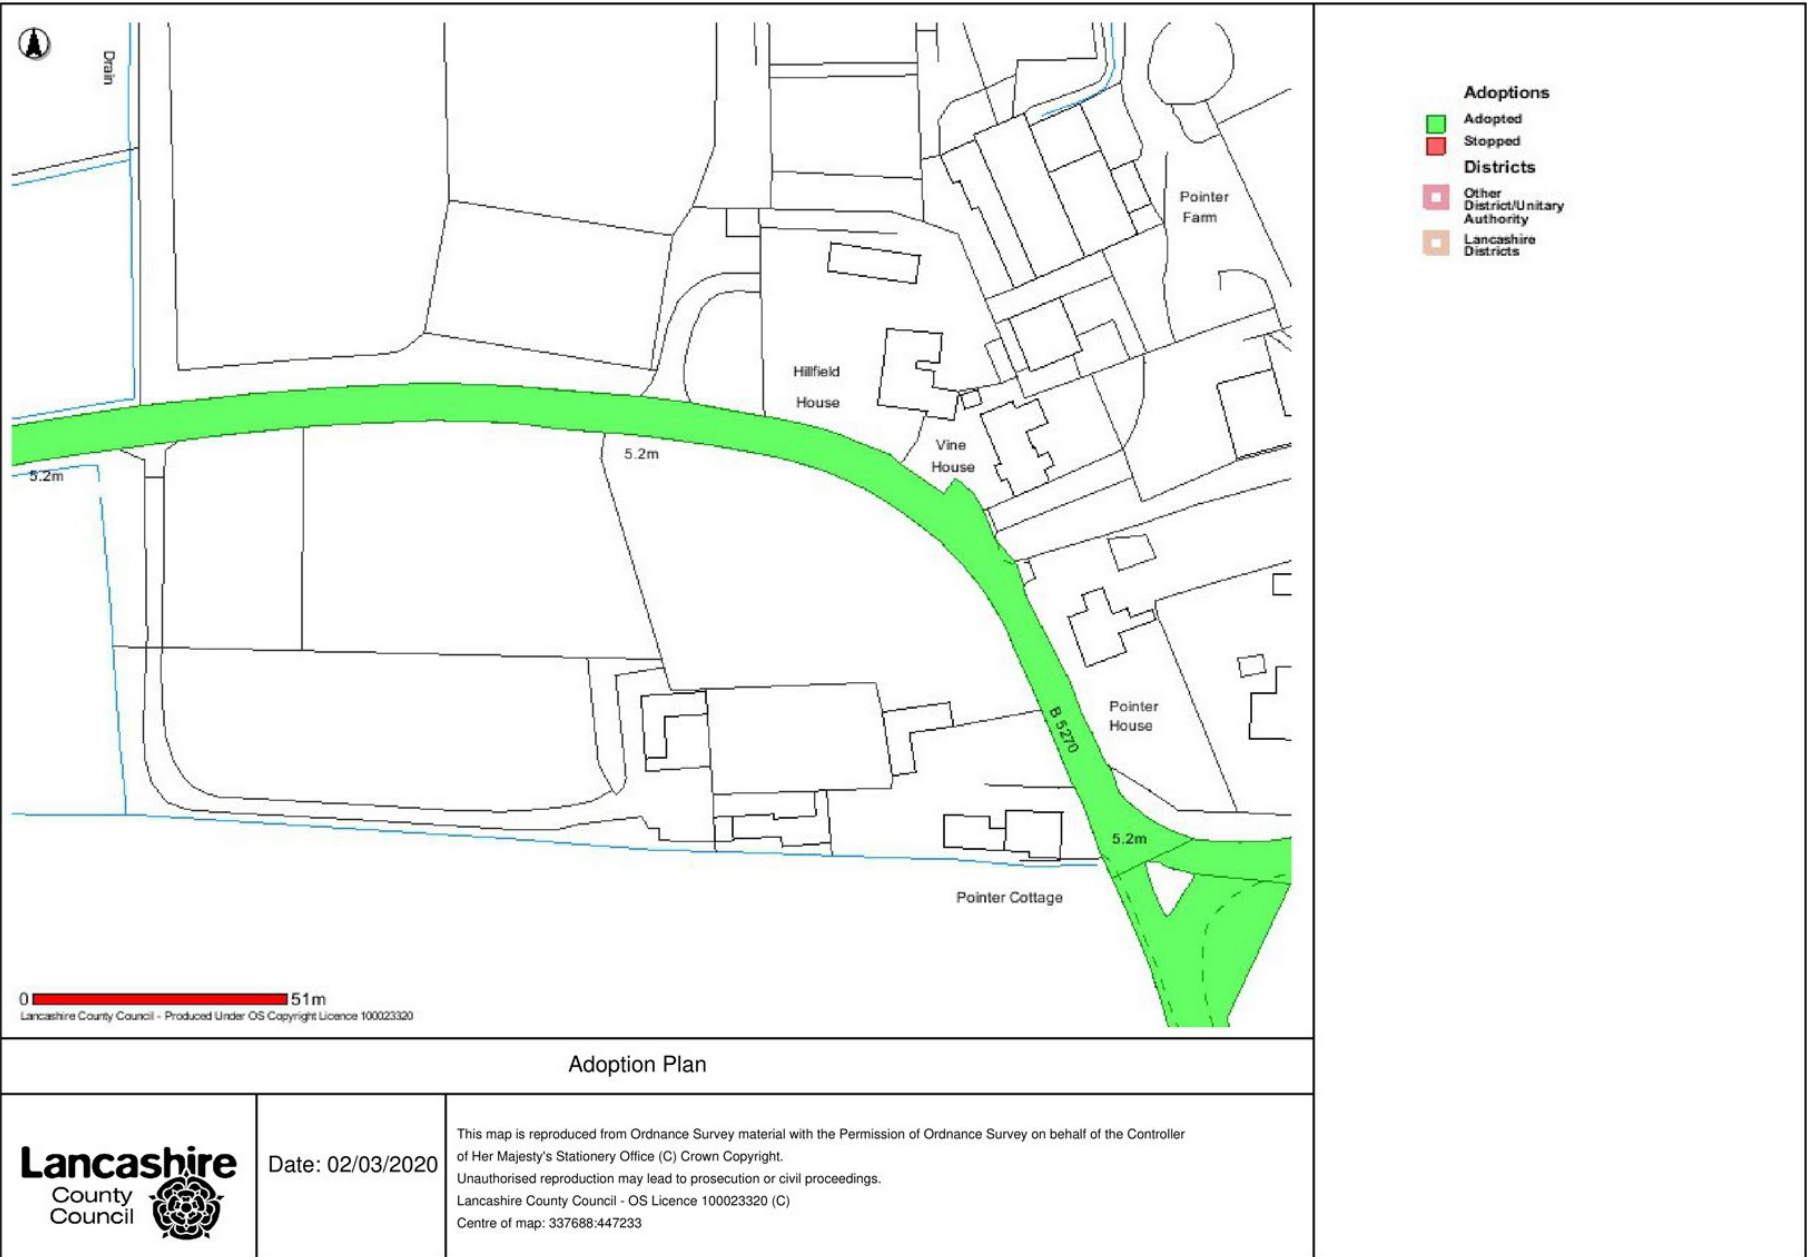 Drain
Adoptions
Adopted
Stopped
Districts
Other
District/Unitary
Authority
Lancashire
Districts
Pointer
Farm
Hillfield
House
Vine
House
5.2m
5.2m
B 5270
Pointer
House
5.2m
Pointer Cottage
0 51m
Lancashire County Council - Produced Under OS Copyright Licence 100023320
Adoption Plan
Lancashire
County
Council
Date: 02/03/2020
This map is reproduced from Ordnance Survey material with the Permission of Ordnance Survey on behalf of the Controller
of Her Majesty's Stationery Office (C) Crown Copyright.
Unauthorised reproduction may lead to prosecution or civil proceedings.
Lancashire County Council - OS Licence 100023320 (C)
Centre of map: 337688:447233